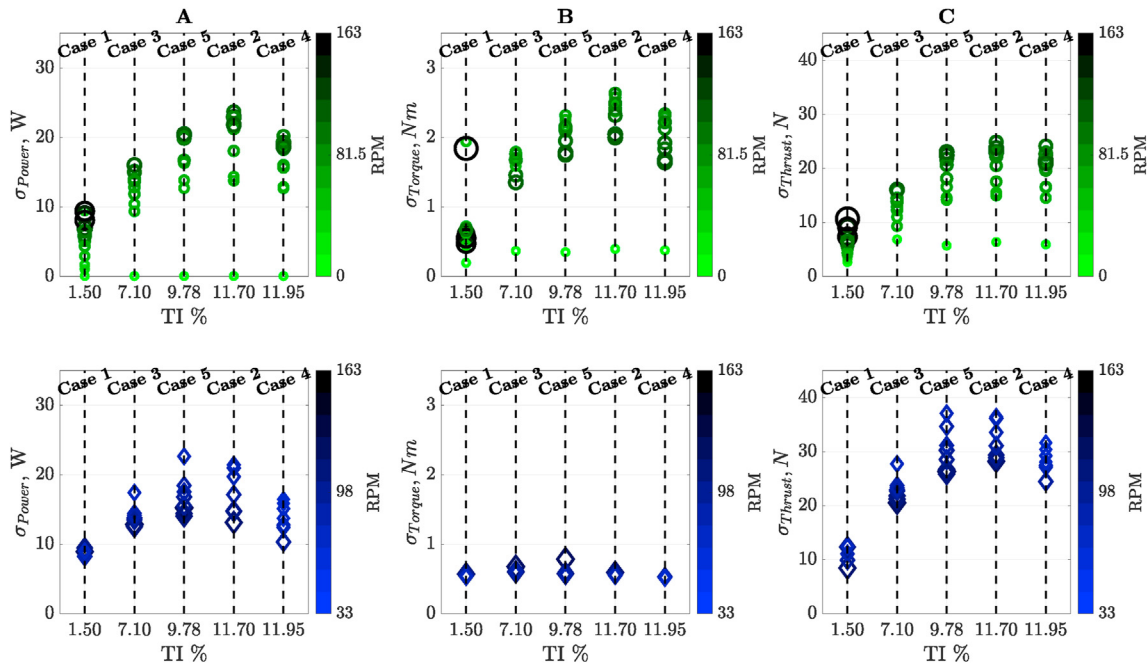 A
B
C
Case 1 Case 3 Case 5 Case 2 Case 4
σPower, W
30
20
10
0
1.50 7.10 9.78 11.70 11.95
TI %
163
81.5
0
RPM
Case 1 Case 3 Case 5 Case 2 Case 4
σTorque, Nm
3
2
1
0
1.50 7.10 9.78 11.70 11.95
TI %
163
81.5
0
RPM
Case 1 Case 3 Case 5 Case 2 Case 4
σThrust, N
40
30
20
10
0
1.50 7.10 9.78 11.70 11.95
TI %
163
81.5
0
RPM
Case 1 Case 3 Case 5 Case 2 Case 4
σPower, W
30
20
10
0
1.50 7.10 9.78 11.70 11.95
TI %
163
98
33
RPM
Case 1 Case 3 Case 5 Case 2 Case 4
σTorque, Nm
3
2
1
0
1.50 7.10 9.78 11.70 11.95
TI %
163
98
33
RPM
Case 1 Case 3 Case 5 Case 2 Case 4
σThrust, N
40
30
20
10
0
1.50 7.10 9.78 11.70 11.95
TI %
163
98
33
RPM